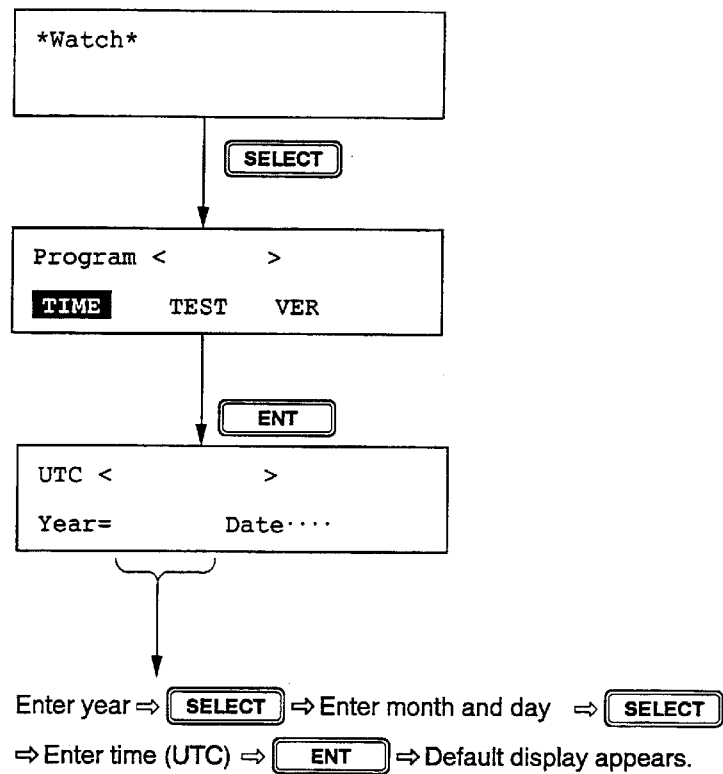 *Watch*
SELECT
Program < >
TIME TEST VER
ENT
UTC < >
Year= Date····
Enter year ⇒ SELECT ⇒ Enter month and day ⇒ SELECT
⇒ Enter time (UTC) ⇒ ENT ⇒ Default display appears.